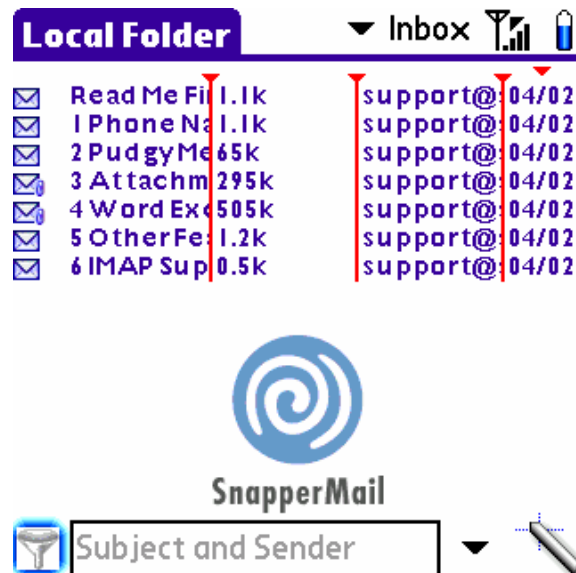 Local Folder Inbox
Read Me Fi 1.1k support@ 04/02
1 Phone Na 1.1k support@ 04/02
2 Pudgy Me 65k support@ 04/02
3 Attachm 295k support@ 04/02
4 Word Exc 505k support@ 04/02
5 Other Fe 1.2k support@ 04/02
6 IMAP Sup 0.5k support@ 04/02
SnapperMail
Subject and Sender